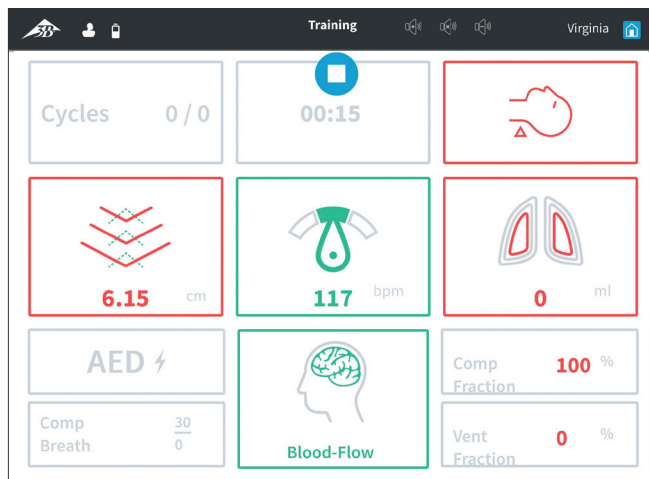 3B
Training
Virginia
Cycles 0 / 0
00:15
6.15 cm
117 bpm
0 ml
AED
Comp
Breath
30
0
Blood-Flow
Comp
Fraction
100 %
Vent
Fraction
0 %